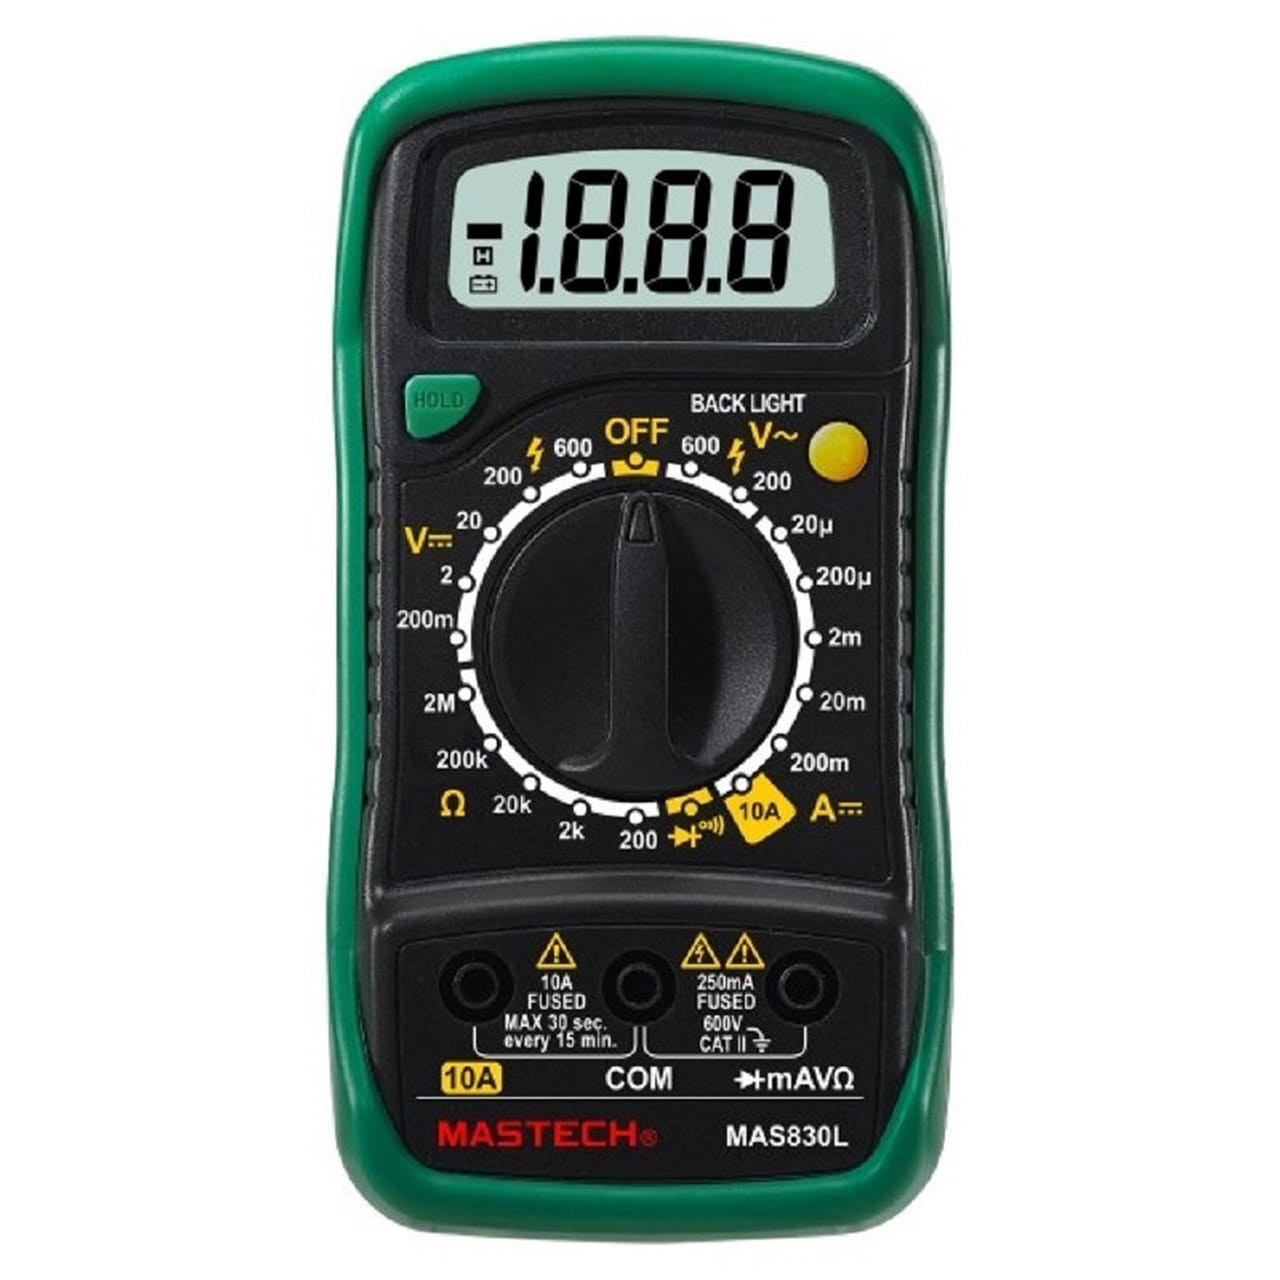 -1.8.8.8
H
HOLD
BACK LIGHT
OFF
600
600
V~
200
200
20
20µ
V
2
200µ
200m
2m
2M
20m
200k
200m
Ω
20k
10A
A
2k
200
10A
FUSED
MAX 30 sec.
every 15 min.
250mA
FUSED
600V
CAT II
10A
COM
mAVΩ
MASTECH®
MAS830L